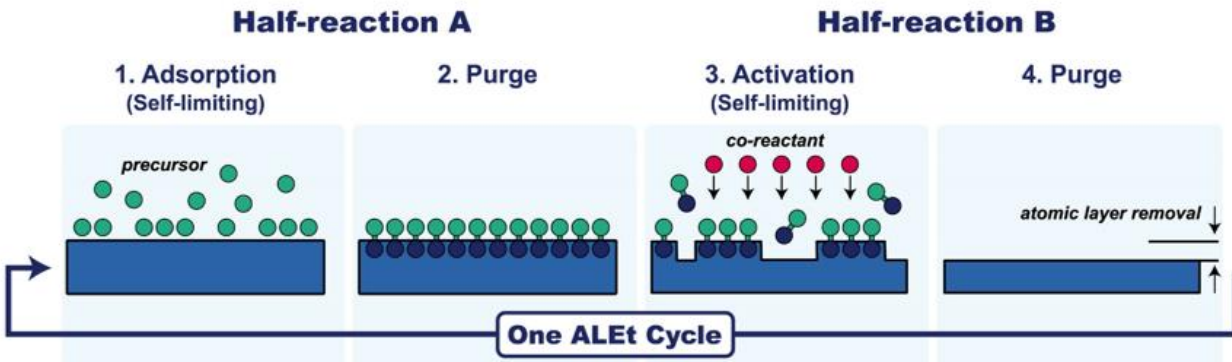 Half-reaction A
Half-reaction B
1. Adsorption
(Self-limiting)
2. Purge
3. Activation
(Self-limiting)
4. Purge
precursor
co-reactant
atomic layer removal
One ALEt Cycle